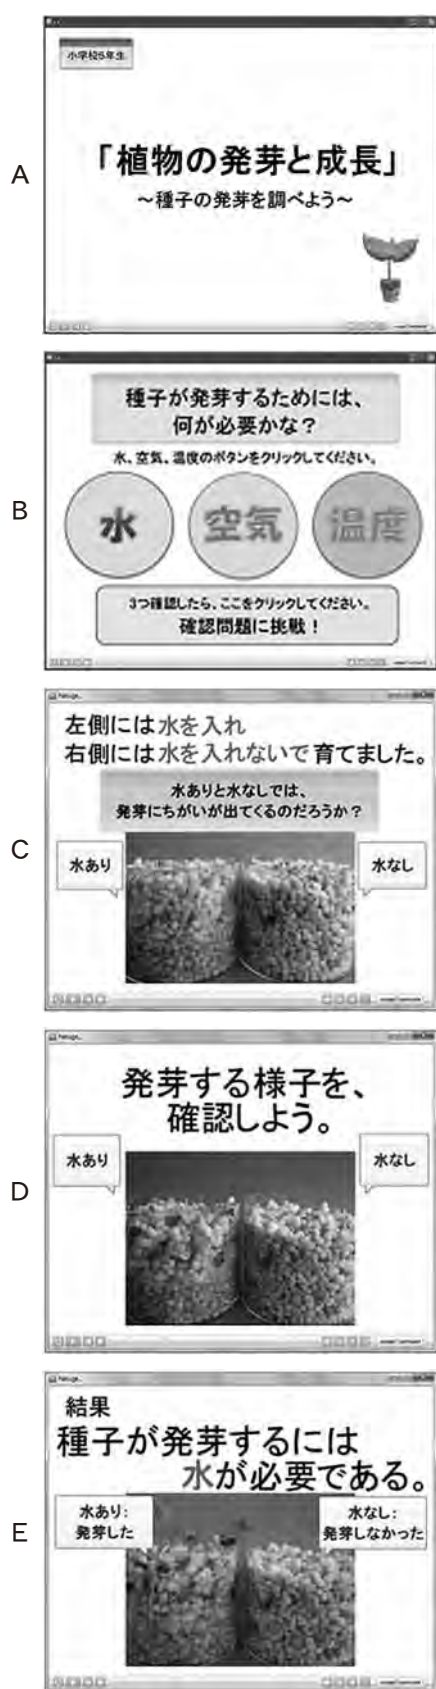 A
小学校5年生
「植物の発芽と成長」
～種子の発芽を調べよう～
B
種子が発芽するためには、
何が必要かな？
水、空気、温度のボタンをクリックしてください。
水
空気
温度
3つ確認したら、ここをクリックしてください。
確認問題に挑戦！
C
左側には水を入れ
右側には水を入れないで育てました。
水ありと水なしでは、
発芽にちがいが出てくるのだろうか？
水あり
水なし
D
発芽する様子を、
確認しよう。
水あり
水なし
E
結果
種子が発芽するには
水が必要である。
水あり：
発芽した
水なし：
発芽しなかった